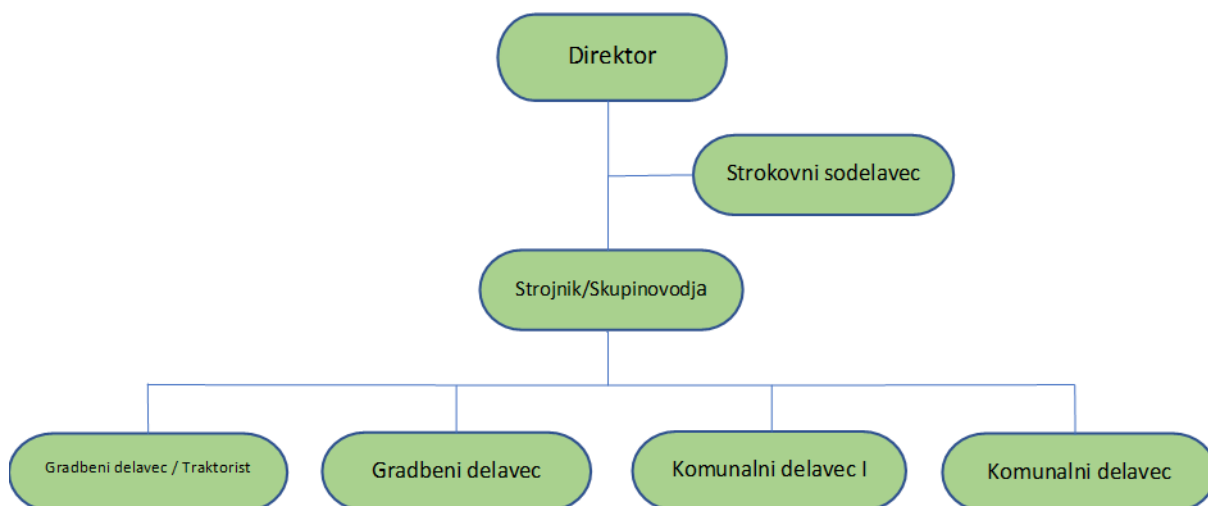 Direktor
Strokovni sodelavec
Strojnik/Skupinovodja
Gradbeni delavec / Traktorist
Gradbeni delavec
Komunalni delavec I
Komunalni delavec